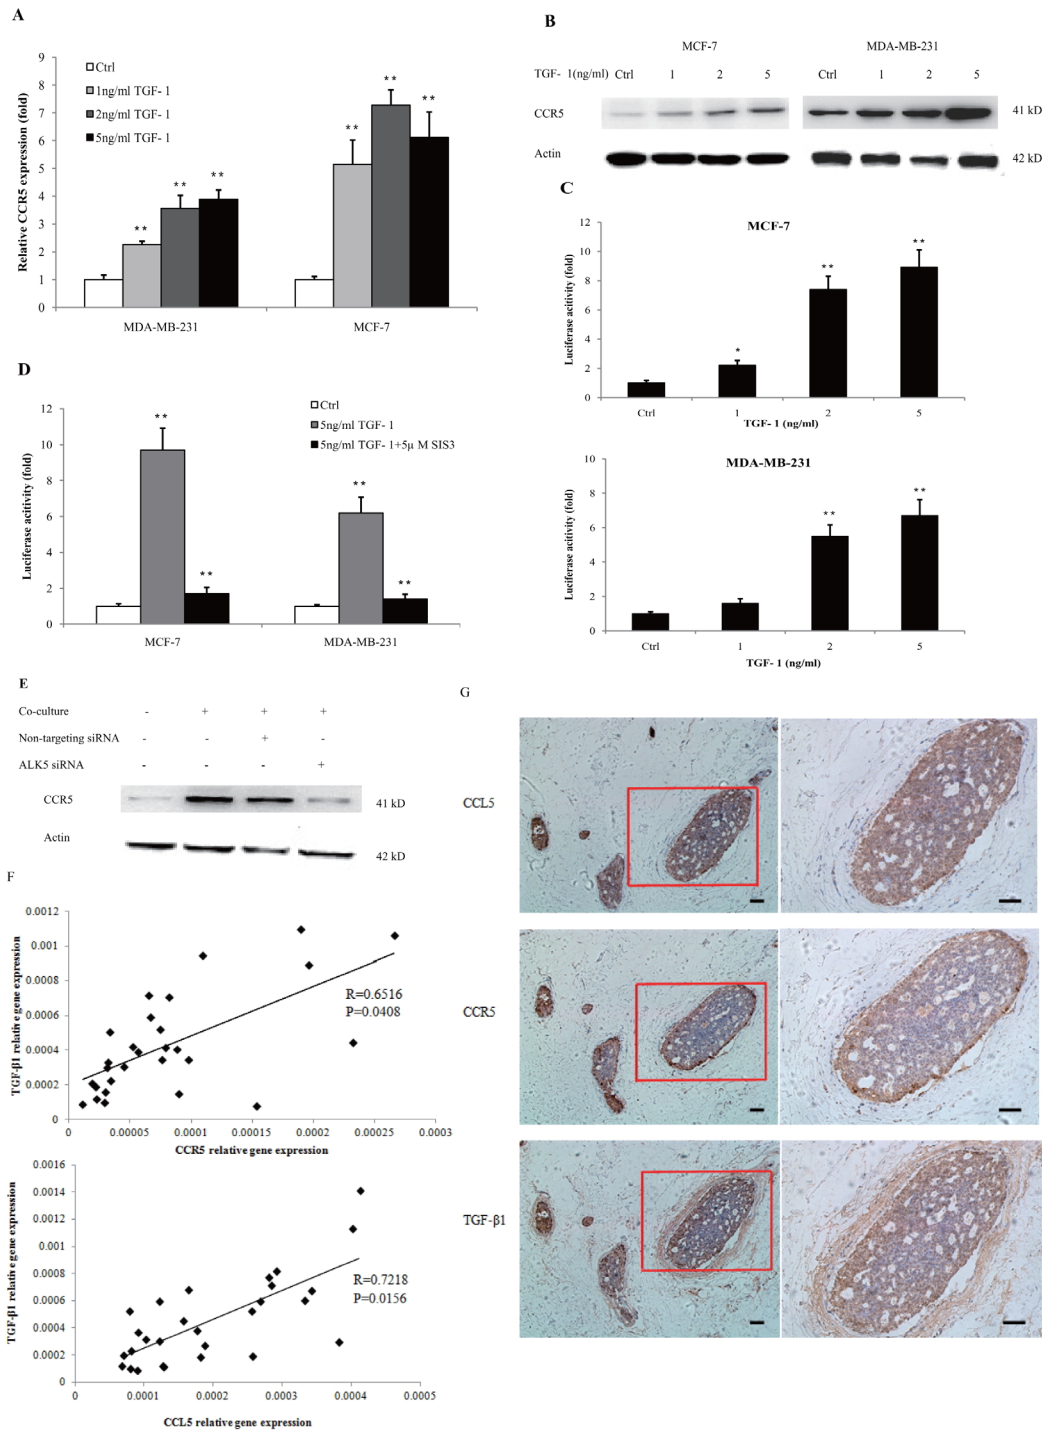 A
Relative CCR5 expression (fold)
9
8
7
6
5
4
3
2
1
0
Ctrl
1ng/ml TGF- 1
2ng/ml TGF- 1
5ng/ml TGF- 1
** ** ** ** ** **
MDA-MB-231 MCF-7
B
MCF-7 MDA-MB-231
TGF- 1(ng/ml) Ctrl 1 2 5 Ctrl 1 2 5
CCR5 41 kD
Actin 42 kD
C
MCF-7
Luciferase acitivity (fold)
12
10
8
6
4
2
0
* ** **
Ctrl 1 2 5
TGF- 1 (ng/ml)
MDA-MB-231
Luciferase acitivity (fold)
10
8
6
4
2
0
** **
Ctrl 1 2 5
TGF- 1 (ng/ml)
D
Luciferase acitivity (fold)
12
10
8
6
4
2
0
Ctrl
5ng/ml TGF- 1
5ng/ml TGF- 1+5μ M SIS3
** ** ** **
MCF-7 MDA-MB-231
E
Co-culture - + + +
Non-targeting siRNA - - + -
ALK5 siRNA - - - +
CCR5 41 kD
Actin 42 kD
F
TGF-β1 relative gene expression
0.0012
0.001
0.0008
0.0006
0.0004
0.0002
0
R=0.6516
P=0.0408
0 0.00005 0.0001 0.00015 0.0002 0.00025 0.0003
CCR5 relative gene expression
TGF-β1 relative gene expression
0.0016
0.0014
0.0012
0.001
0.0008
0.0006
0.0004
0.0002
0
R=0.7218
P=0.0156
0 0.0001 0.0002 0.0003 0.0004 0.0005
CCL5 relative gene expression
G
CCL5
CCR5
TGF-β1